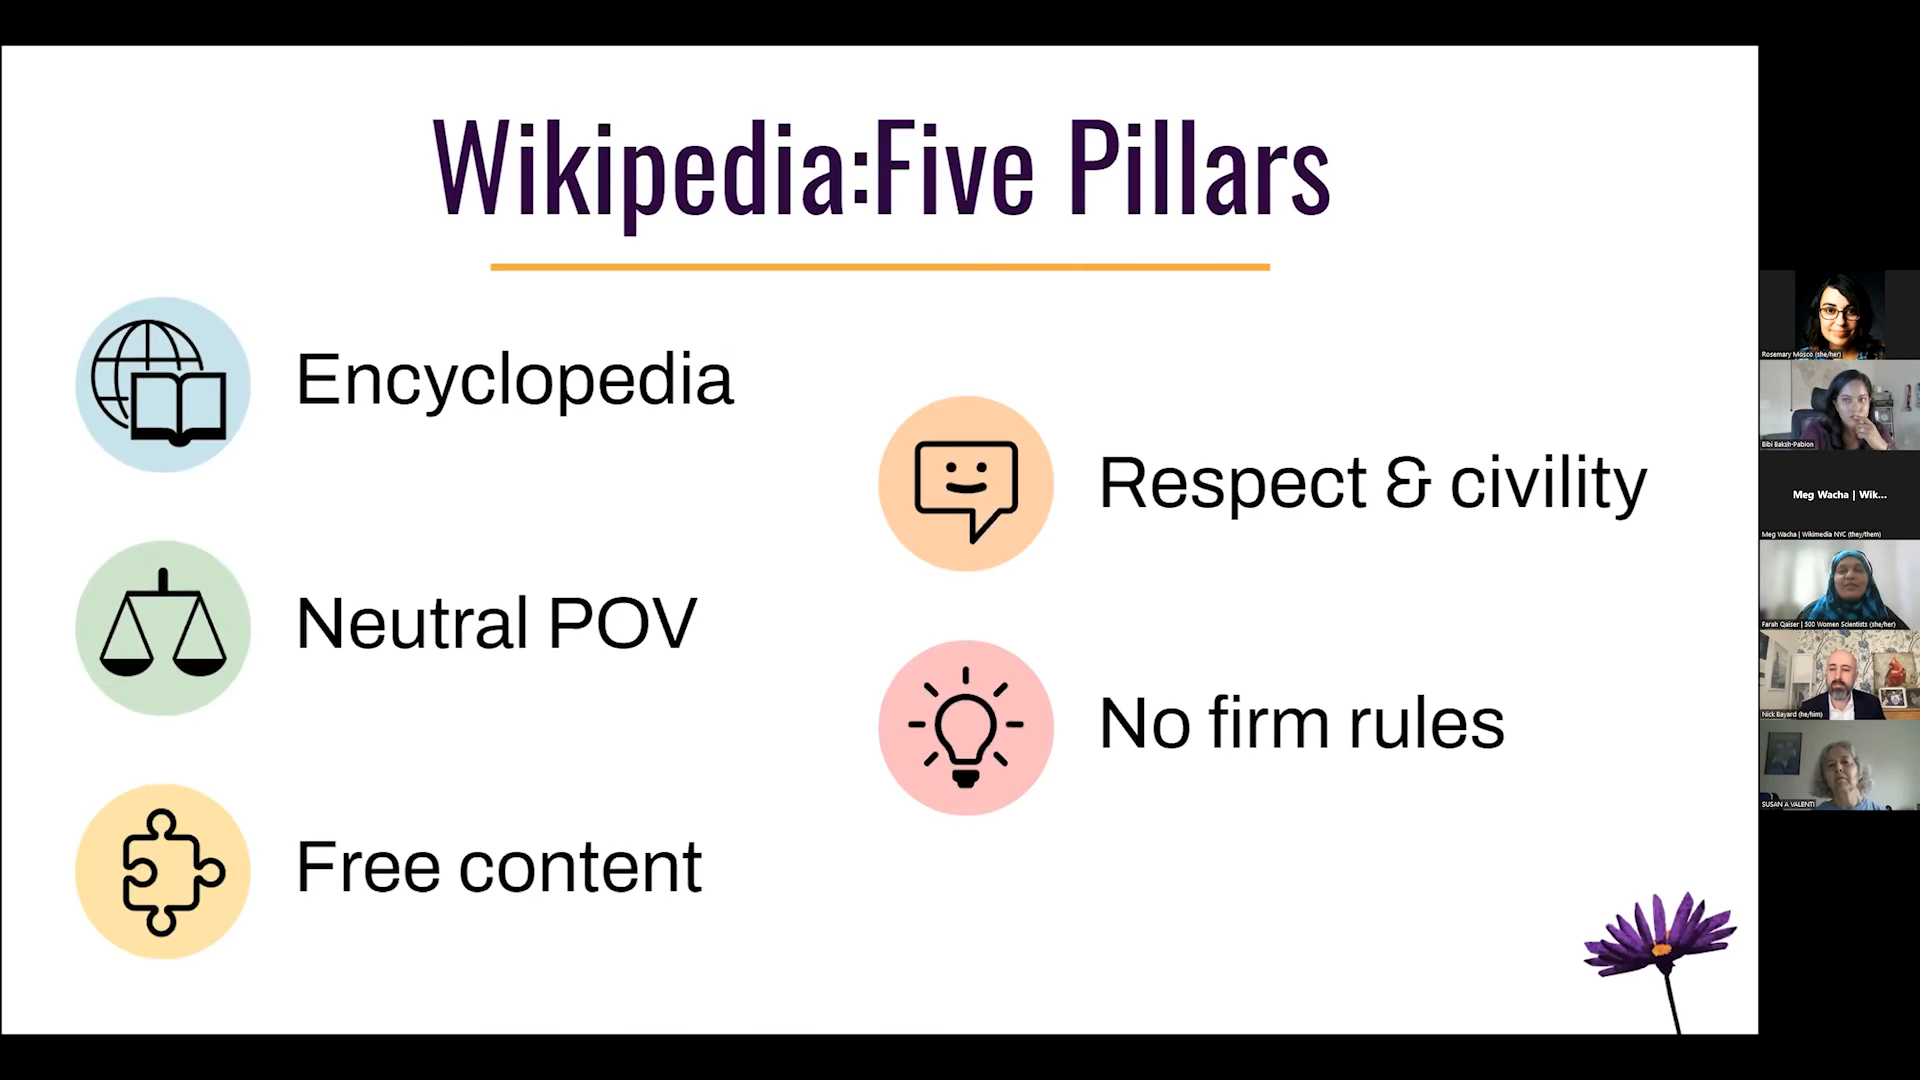 Wikipedia:Five Pillars
Encyclopedia
Neutral POV
Free content
Respect & civility
No firm rules
Rosemary Mosco (she/her)
Bibi Baksh-Pabion
Meg Wacha | Wik...
Meg Wacha | Wikimedia NYC (they/them)
Farah Qaiser | 500 Women Scientists (she/her)
Nick Bayard (he/him)
SUSAN A VALENTI